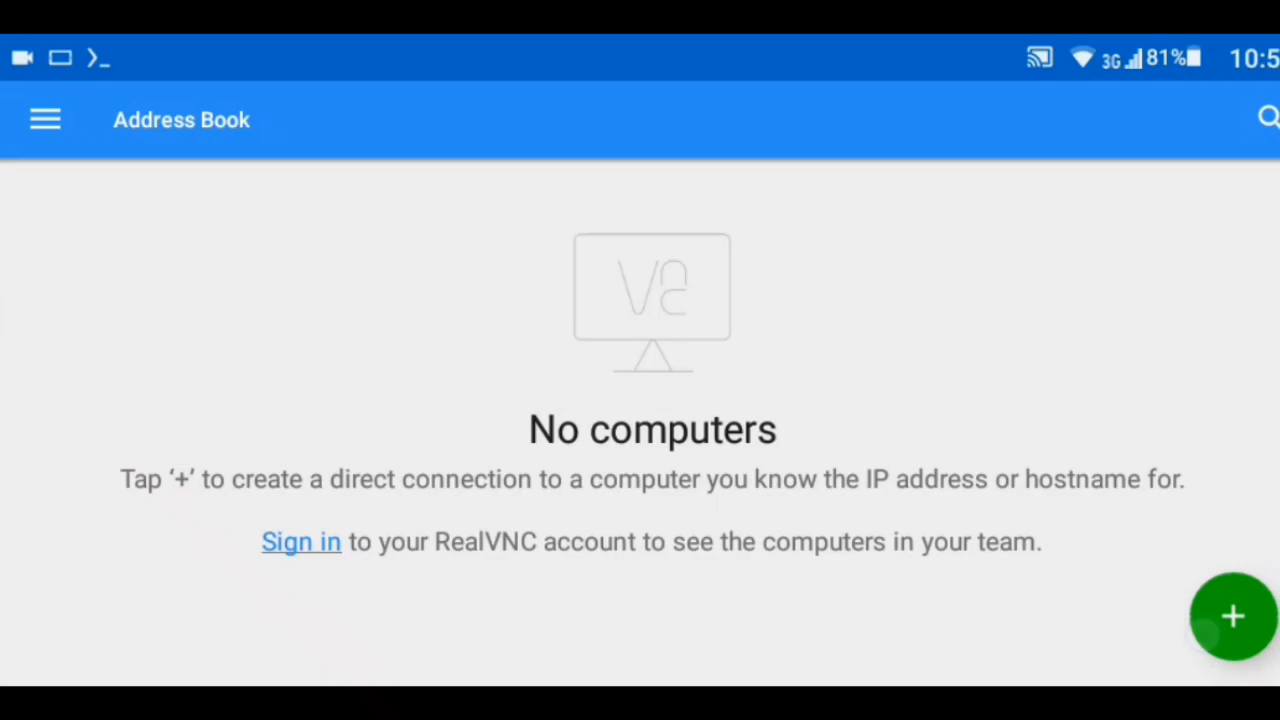 3G 81% 10:5
Address Book
V2
No computers
Tap ‘+’ to create a direct connection to a computer you know the IP address or hostname for.
Sign in to your RealVNC account to see the computers in your team.
+